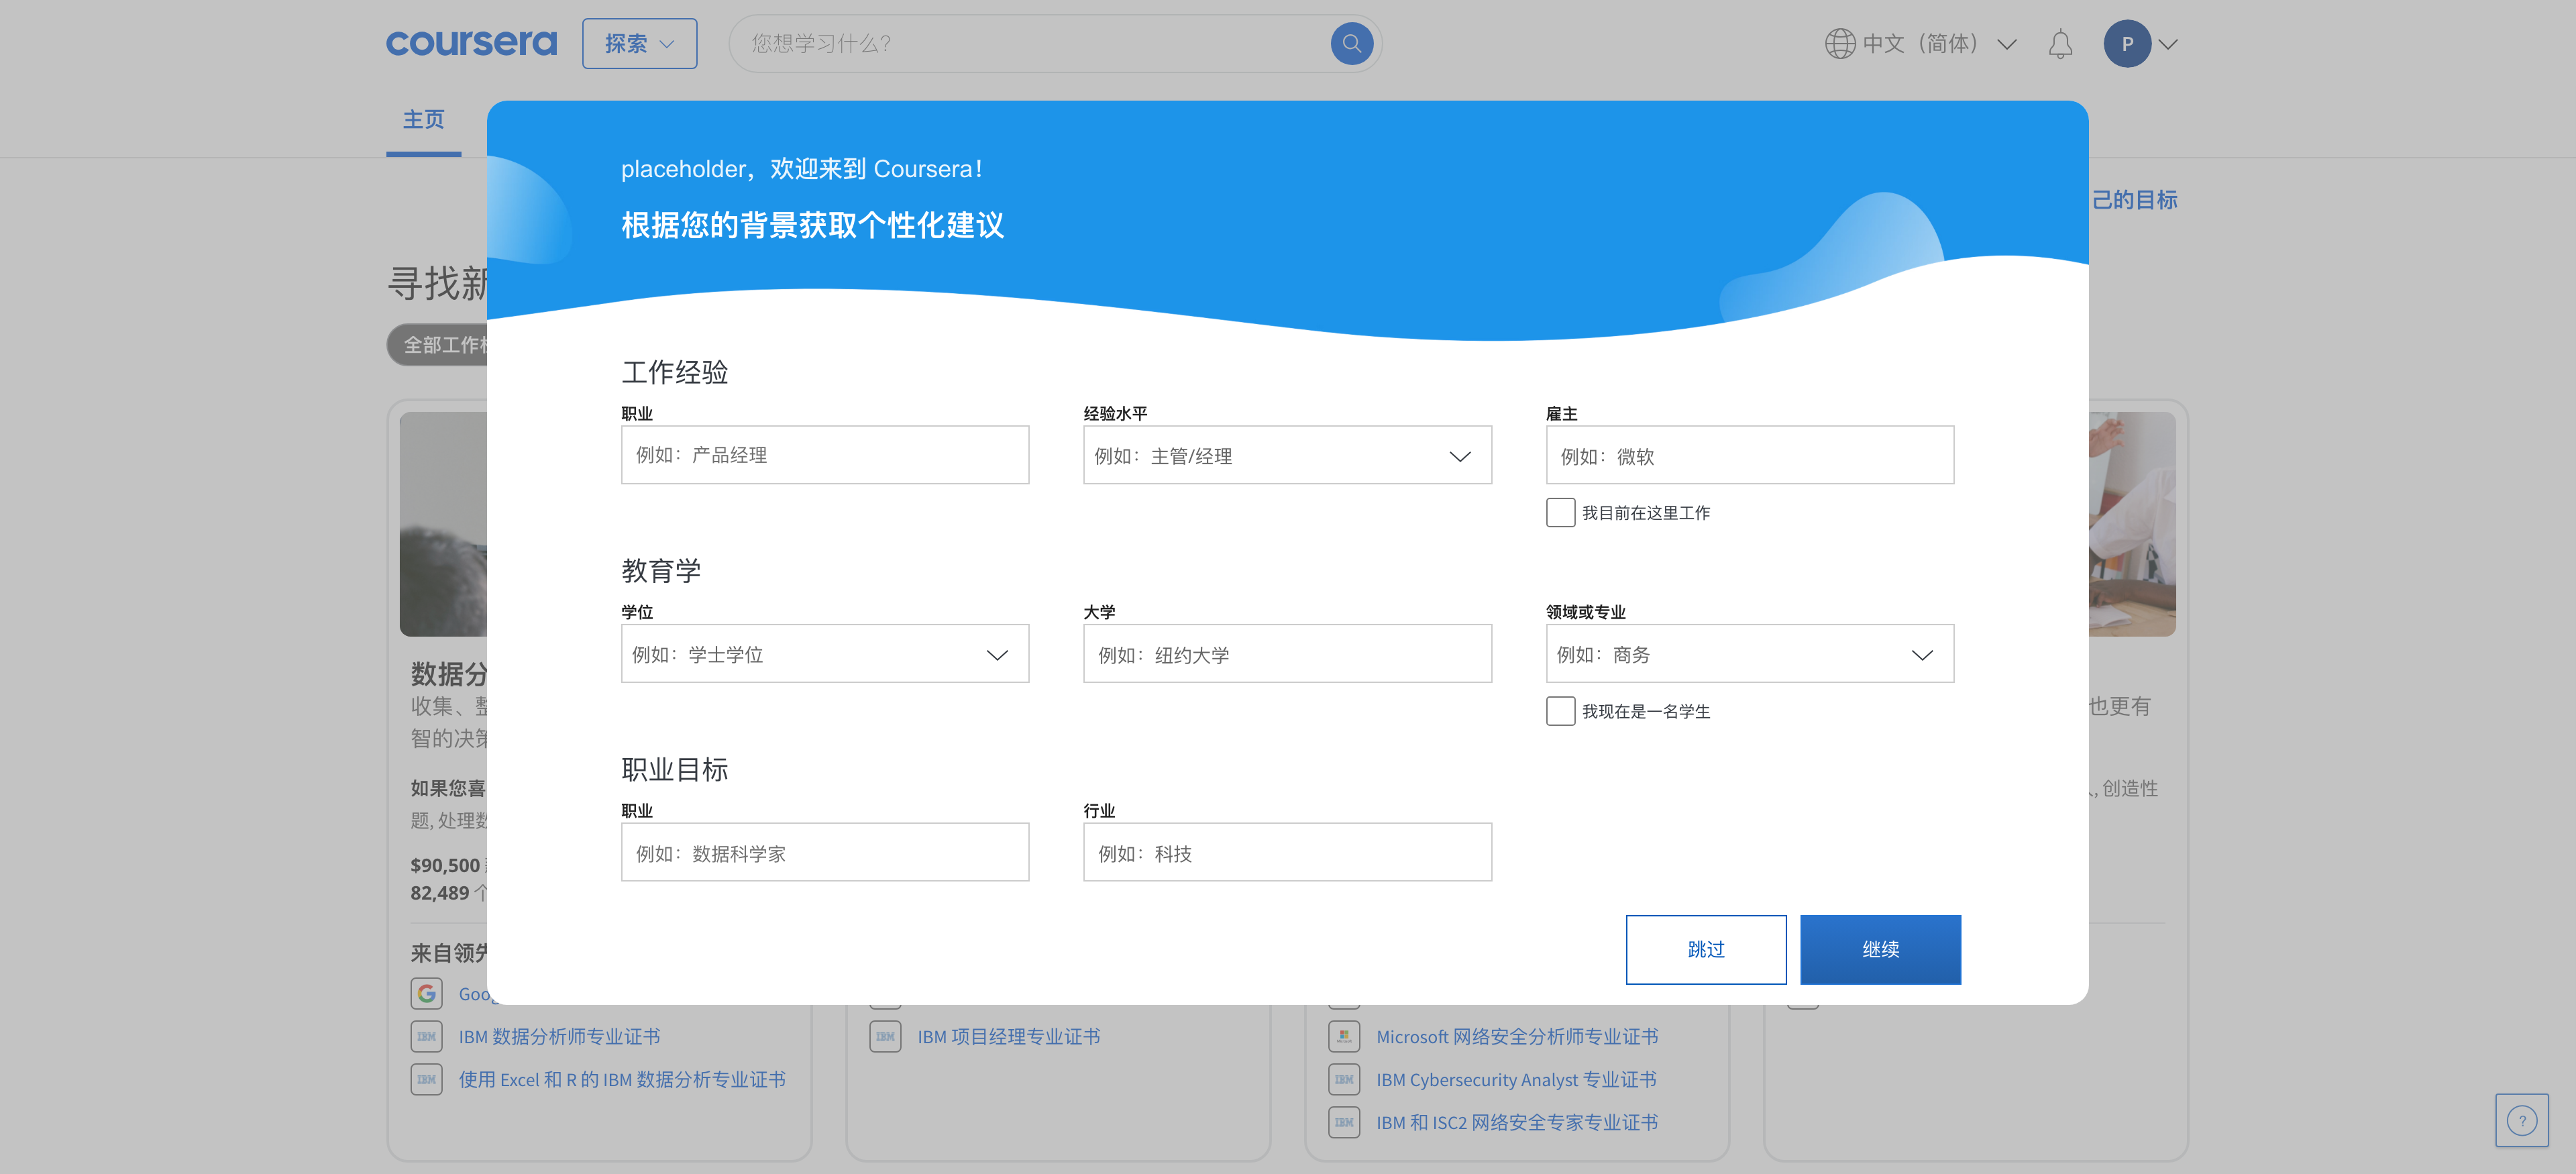 coursera
探索
您想学习什么？
中文（简体）
P
主页
placeholder，欢迎来到 Coursera！
根据您的背景获取个性化建议
己的目标
寻找新
全部工作
工作经验
职业
经验水平
雇主
例如：产品经理
例如：主管/经理
例如：微软
我目前在这里工作
教育学
学位
大学
领域或专业
例如：学士学位
例如：纽约大学
例如：商务
我现在是一名学生
职业目标
职业
行业
例如：数据科学家
例如：科技
跳过
继续
数据分
收集、整
智的决策
也更有
如果您喜
题, 处理数
, 创造性
$90,500
82,489 个
来自领先
Goog
IBM 数据分析师专业证书
IBM 项目经理专业证书
Microsoft 网络安全分析师专业证书
使用 Excel 和 R 的 IBM 数据分析专业证书
IBM Cybersecurity Analyst 专业证书
IBM 和 ISC2 网络安全专家专业证书